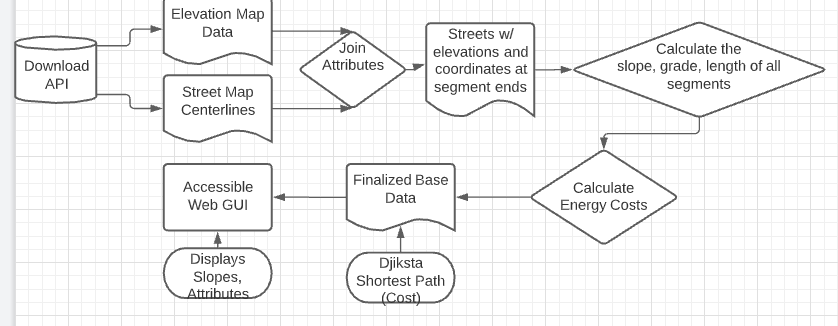 Elevation Map
Data
Download
API
Street Map
Centerlines
Join
Attributes
Streets w/
elevations and
coordinates at
segment ends
Calculate the
slope, grade, length of all
segments
Calculate
Energy Costs
Finalized Base
Data
Accessible
Web GUI
Displays
Slopes,
Attributes
Djiksta
Shortest Path
(Cost)